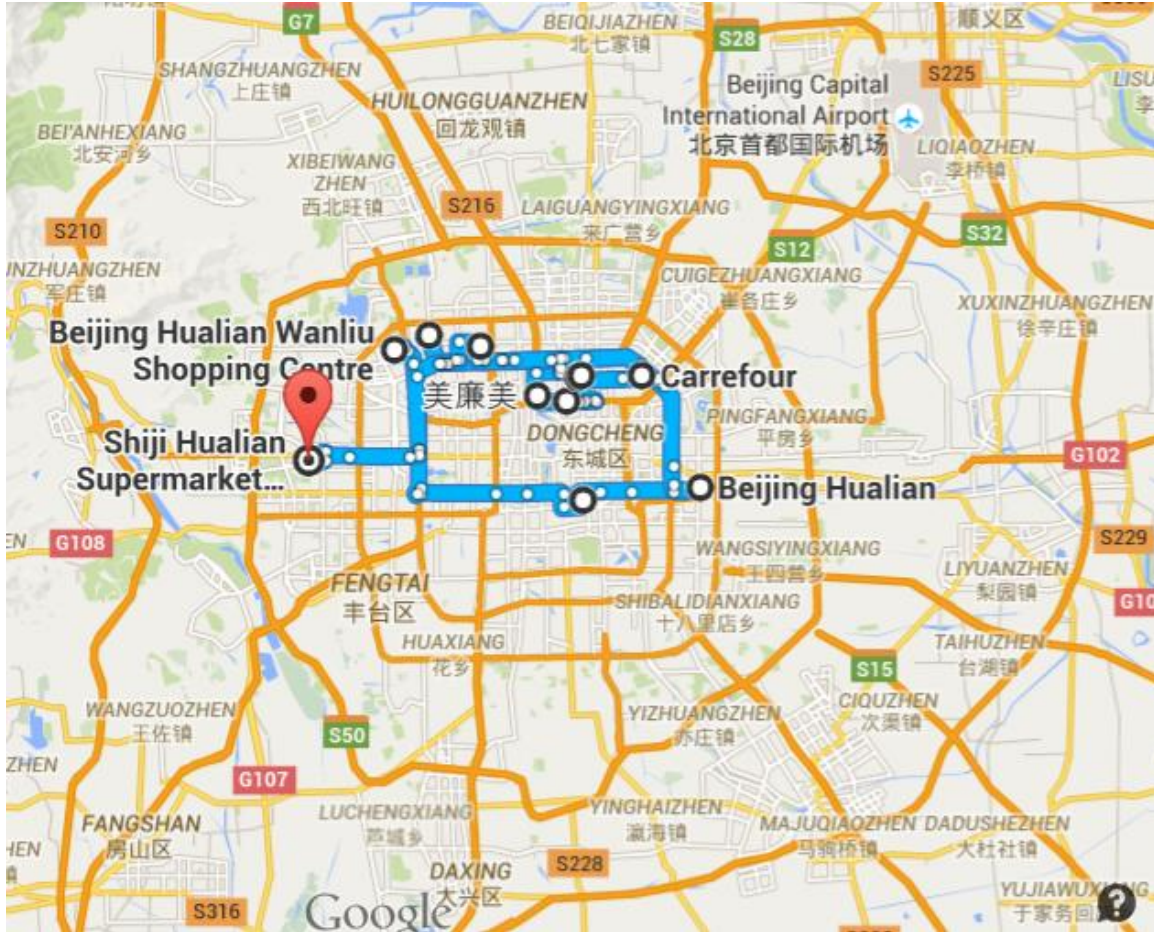 G7
BEIQIJIAZHEN
北七家镇
S28
顺义区
SHANGZHUANGZHEN
上庄镇
S225
Beijing Capital
International Airport
北京首都国际机场
HUILONGGUANZHEN
回龙观镇
BEI'ANHEXIANG
北安河乡
LIQIAOZHEN
李桥镇
XIBEIWANG
ZHEN
西北旺镇
S216
LAIGUANGYINGXIANG
来广营乡
S210
S12
S32
JNZHUANGZHEN
军庄镇
CUIGEZHUANGXIANG
崔各庄乡
XUXINZHUANGZHEN
徐辛庄镇
Beijing Hualian Wanliu
Shopping Centre
Carrefour
美廉美
PINGFANGXIANG
平房乡
DONGCHENG
东城区
Shiji Hualian
Supermarket...
G102
Beijing Hualian
G108
S229
WANGSIYINGXIANG
王四营乡
LIYUANZHEN
梨园镇
FENGTAI
丰台区
SHIBALIDIANXIANG
十八里店乡
HUAXIANG
花乡
TAIHUZHEN
台湖镇
S15
WANGZUOZHEN
王佐镇
CIQUZHEN
次渠镇
YIZHUANGZHEN
亦庄镇
S50
ZHEN
G107
LUCHENGXIANG
芦城乡
YINGHAIZHEN
瀛海镇
FANGSHAN
房山区
MAJUQIAOZHEN
马驹桥镇
DADUSHEZHEN
大杜社镇
S228
DAXING
大兴区
S316
Google
于家务回
?